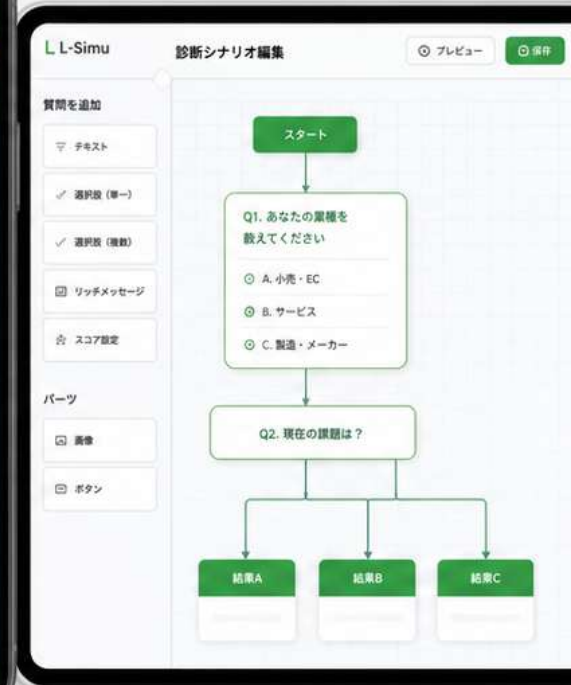 L L-Simu
診断シナリオ編集
プレビュー
保存
質問を追加
テキスト
選択設 (単一)
選択肢 (複数)
リッチメッセージ
スコア設定
パーツ
画像
ボタン
スタート
Q1. あなたの業種を
教えてください
A. 小売・EC
B. サービス
C. 製造・メーカー
Q2. 現在の課題は？
結果A
結果B
結果C